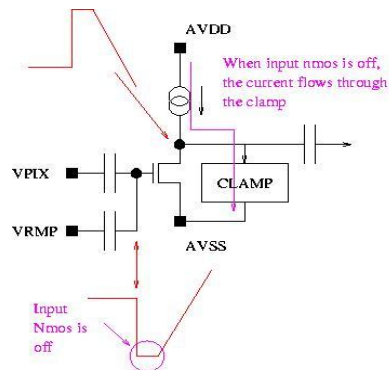 AVDD
When input nmos is off,
the current flows through
the clamp
VPIX
CLAMP
VRMP
AVSS
Input
Nmos is
off